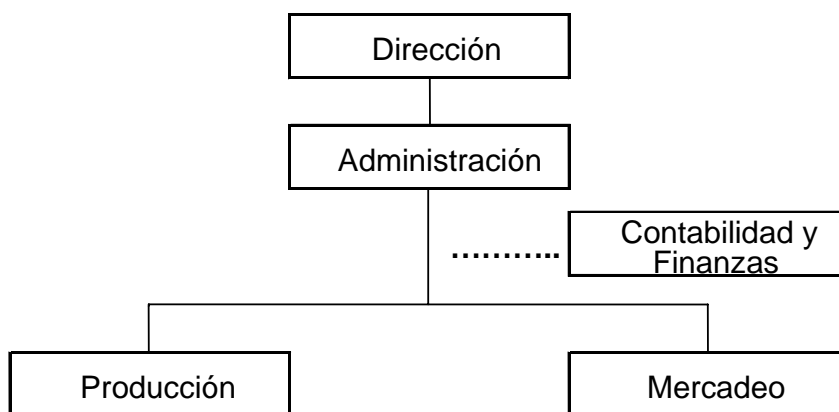 Dirección
Administración
Contabilidad y
Finanzas
Producción
Mercadeo